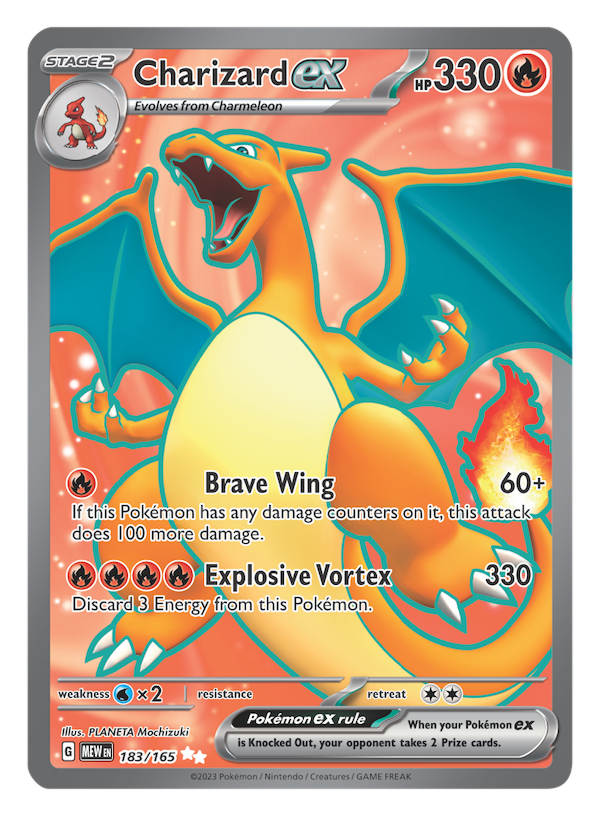 STAGE2 Charizard ex HP330
Evolves from Charmeleon
Brave Wing 60+
If this Pokémon has any damage counters on it, this attack
does 100 more damage.
Explosive Vortex 330
Discard 3 Energy from this Pokémon.
weakness ×2 resistance retreat
Illus. PLANETA Mochizuki
Pokémon ex rule When your Pokémon ex
is Knocked Out, your opponent takes 2 Prize cards.
G MEW EN 183/165
©2023 Pokémon / Nintendo / Creatures / GAME FREAK